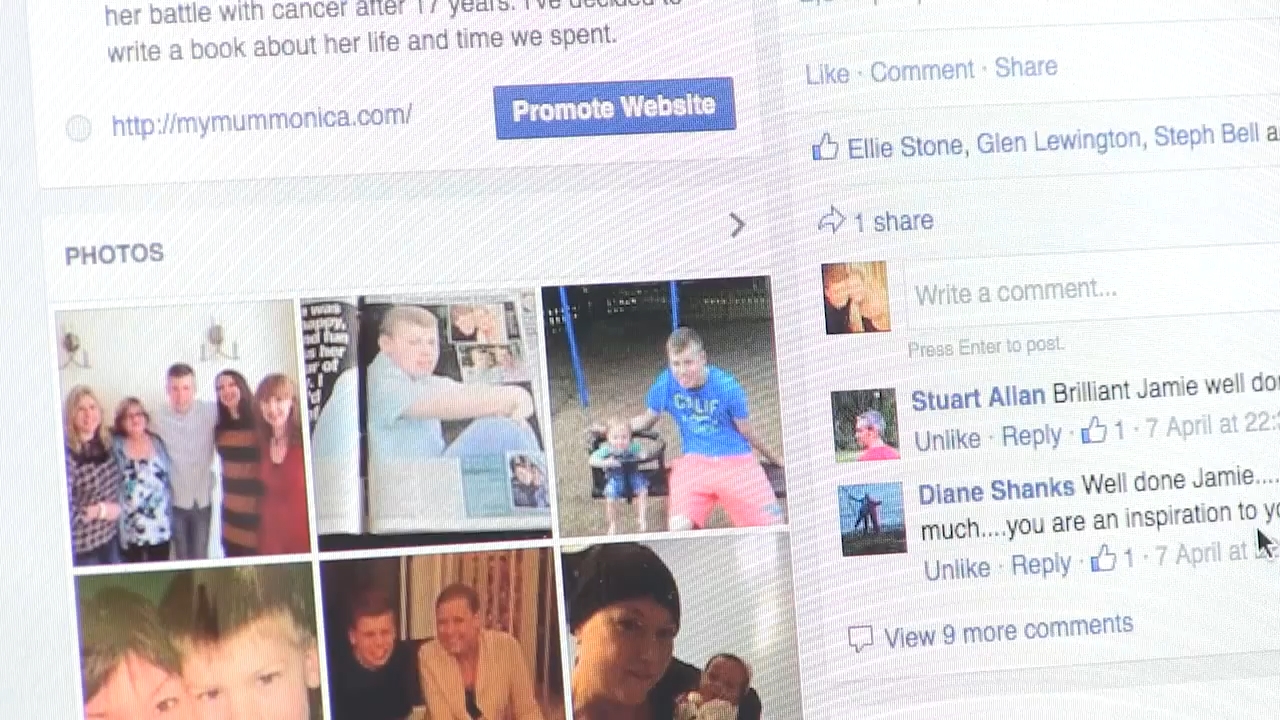 her battle with cancer after 17 years. I've decided to
write a book about her life and time we spent.
http://mymummonica.com/
Promote Website
PHOTOS
Like · Comment · Share
Ellie Stone, Glen Lewington, Steph Bell a
1 share
Write a comment...
Press Enter to post.
Stuart Allan Brilliant Jamie well do
Unlike · Reply · 1 · 7 April at 22:
Diane Shanks Well done Jamie....
much....you are an inspiration to yo
Unlike · Reply · 1 · 7 April at
View 9 more comments